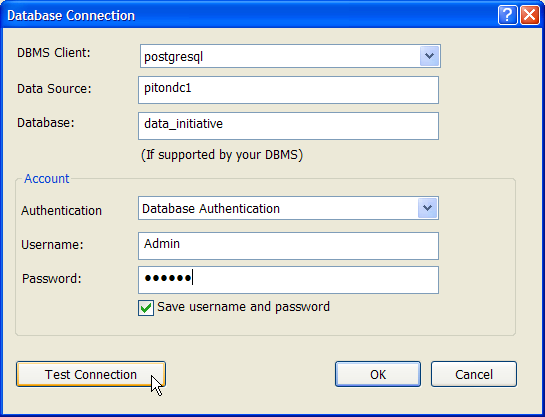 Database Connection
DBMS Client: postgresql
Data Source: pitondc1
Database: data_initiative
(If supported by your DBMS)
Account
Authentication Database Authentication
Username: Admin
Password: ●●●●●●
Save username and password
Test Connection OK Cancel